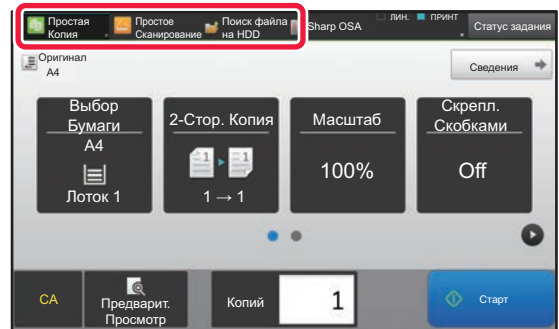 Простая Копия
Простое Сканирование
Поиск файла на HDD
Sharp OSA
ЛИН.
ПРИНТ
Статус задания
Оригинал
A4
Сведения
Выбор Бумаги
A4
Лоток 1
2-Стор. Копия
1 1
1 → 1
Масштаб
100%
Скрепл. Скобками
Off
CA
Предварит. Просмотр
Копий
1
Старт